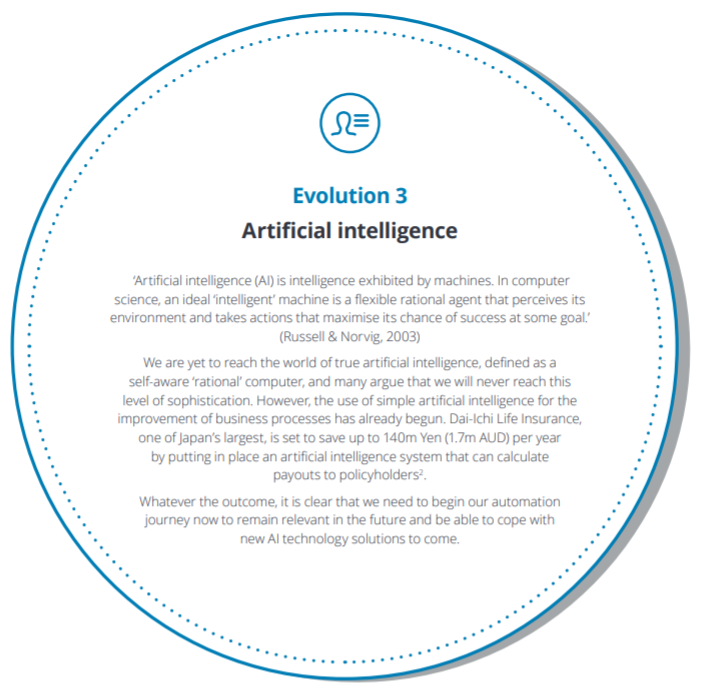 Evolution 3
Artificial intelligence
‘Artificial intelligence (AI) is intelligence exhibited by machines. In computer
science, an ideal ‘intelligent’ machine is a flexible rational agent that perceives its
environment and takes actions that maximise its chance of success at some goal.’
(Russell & Norvig, 2003)
We are yet to reach the world of true artificial intelligence, defined as a
self-aware ‘rational’ computer, and many argue that we will never reach this
level of sophistication. However, the use of simple artificial intelligence for the
improvement of business processes has already begun. Dai-Ichi Life Insurance,
one of Japan’s largest, is set to save up to 140m Yen (1.7m AUD) per year
by putting in place an artificial intelligence system that can calculate
payouts to policyholders².
Whatever the outcome, it is clear that we need to begin our automation
journey now to remain relevant in the future and be able to cope with
new AI technology solutions to come.